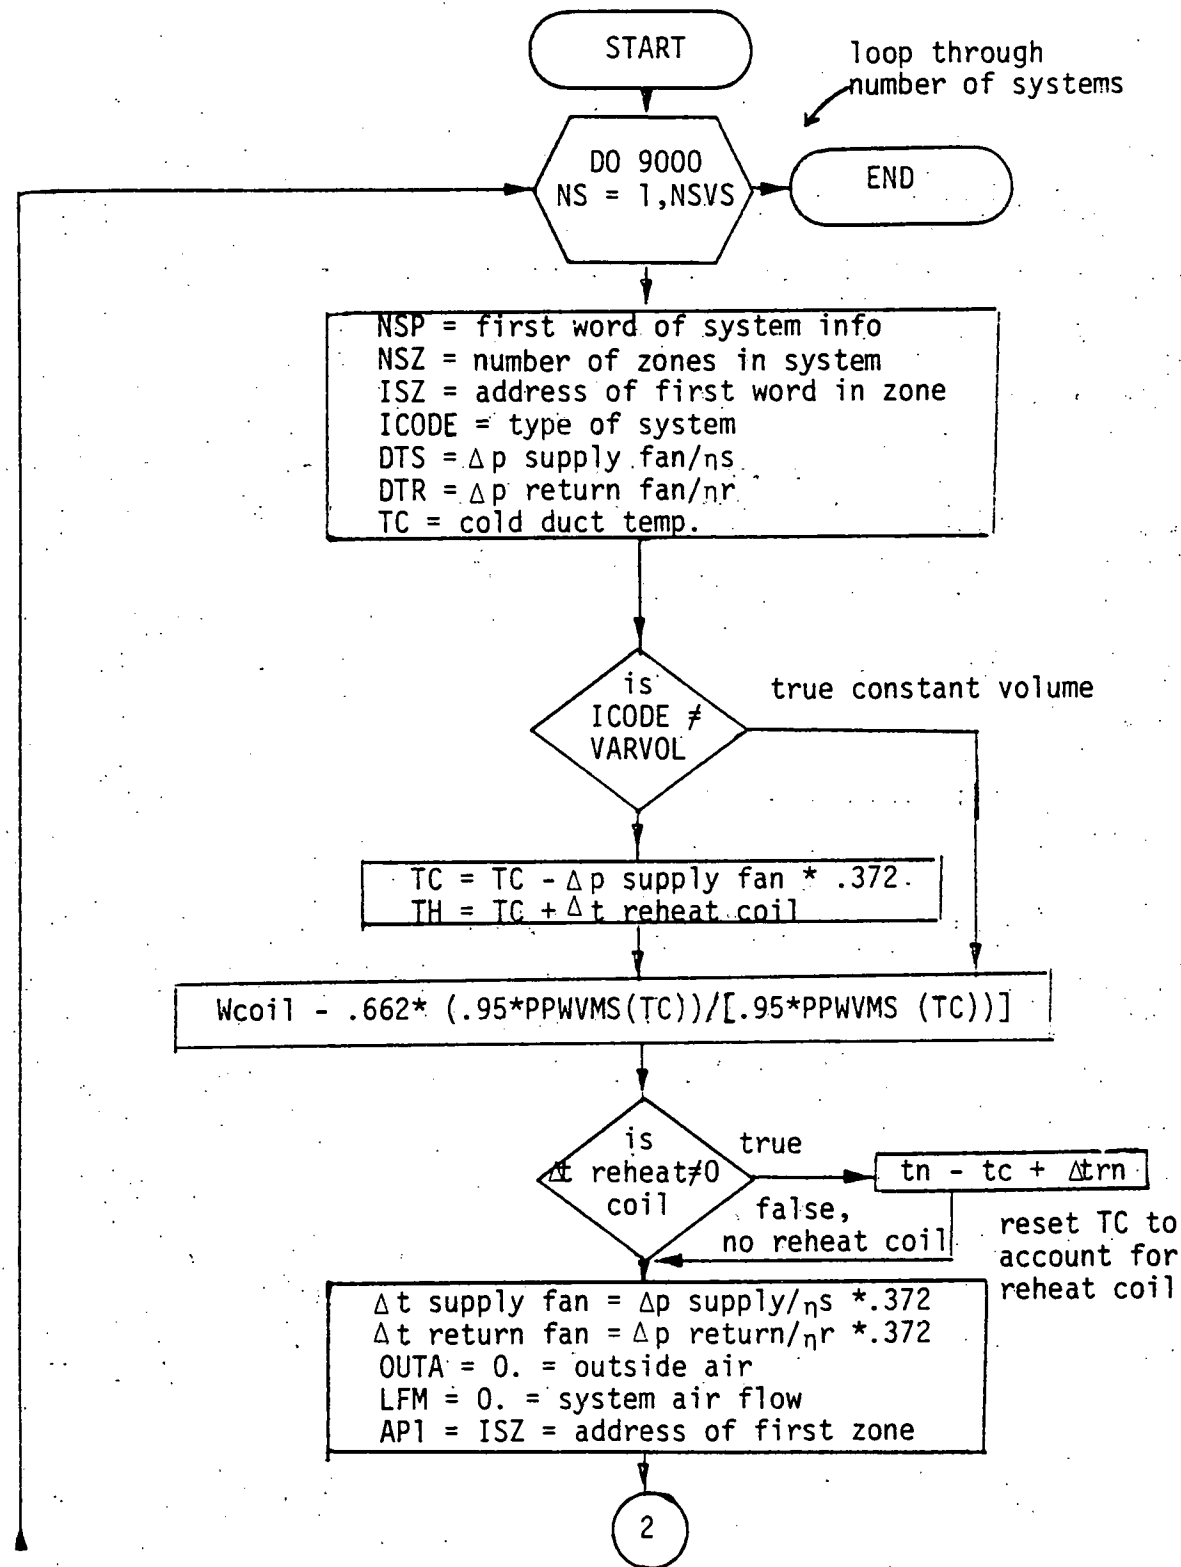 START
loop through
number of systems
DO 9000
NS = 1,NSVS
END
NSP = first word of system info
NSZ = number of zones in system
ISZ = address of first word in zone
ICODE = type of system
DTS = Δp supply fan/ηs
DTR = Δp return fan/ηr
TC = cold duct temp.
is
ICODE ≠
VARVOL
true constant volume
TC = TC - Δp supply fan * .372
TH = TC + Δt reheat coil
Wcoil - .662* (.95*PPWVMS(TC))/[.95*PPWVMS (TC))]
is
Δt reheat≠0
coil
true
tn - tc + Δtrn
false,
no reheat coil
reset TC to
account for
reheat coil
Δt supply fan = Δp supply/ηs *.372
Δt return fan = Δp return/ηr *.372
OUTA = 0. = outside air
LFM = 0. = system air flow
AP1 = ISZ = address of first zone
2